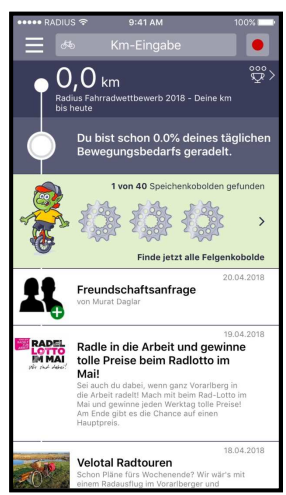 RADIUS 9:41 AM 100%
Km-Eingabe
0,0 km
Radius Fahrradwettbewerb 2018 - Deine km
bis heute
Du bist schon 0.0% deines täglichen
Bewegungsbedarfs geradelt.
1 von 40 Speichenkobolden gefunden
Finde jetzt alle Felgenkobolde
20.04.2018
Freundschaftsanfrage
von Murat Daglar
19.04.2018
RADEL
LOTTO
IM MAI
Wir sind dabei!
Radle in die Arbeit und gewinne
tolle Preise beim Radlotto im
Mai!
Sei auch du dabei, wenn ganz Vorarlberg in
die Arbeit radelt! Mach mit beim Rad-Lotto im
Mai und gewinne jeden Werktag tolle Preise!
Am Ende gibt es die Chance auf einen
Hauptpreis.
18.04.2018
Velotal Radtouren
Schon Pläne fürs Wochenende? Wir wär's mit
einem Radausflug im Vorarlberger und